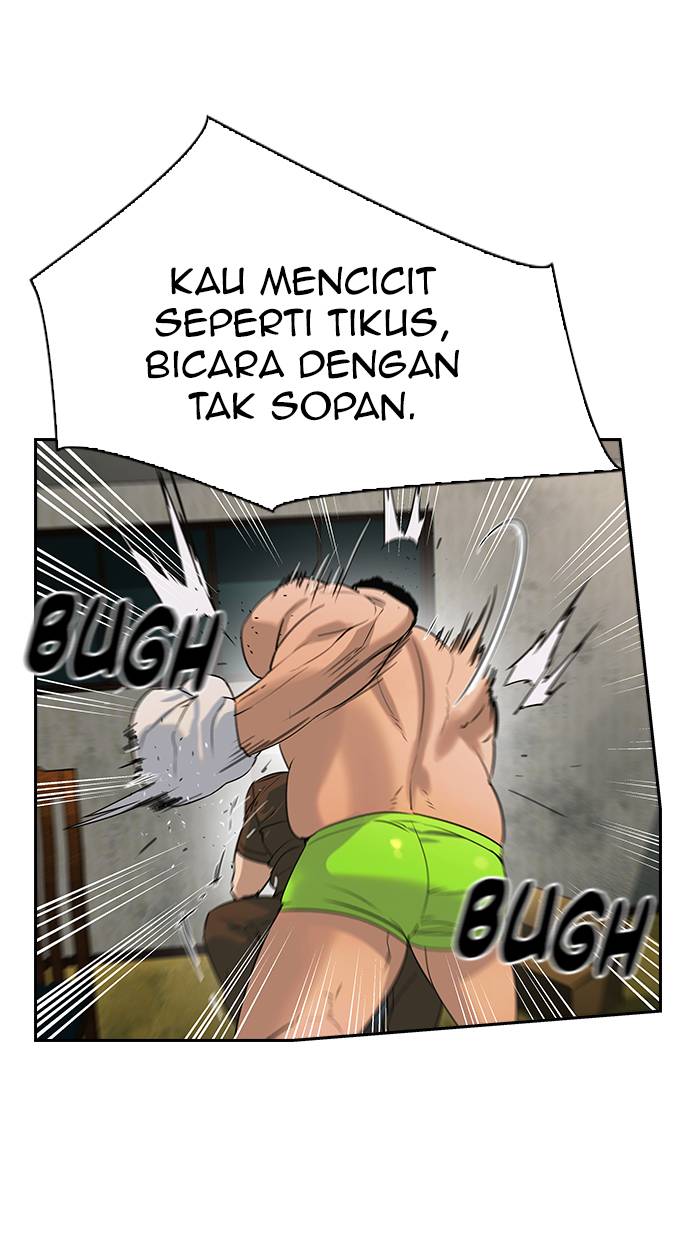 KAU MENCICIT
SEPERTI TIKUS,
BICARA DENGAN
TAK SOPAN.
BUGH
BUGH